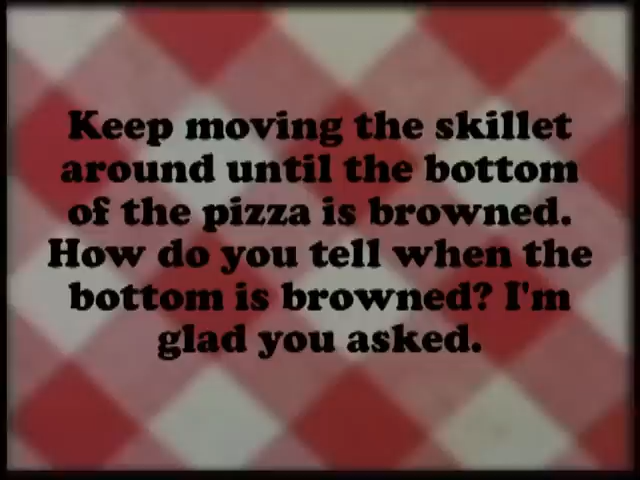 Keep moving the skillet
around until the bottom
of the pizza is browned.
How do you tell when the
bottom is browned? I'm
glad you asked.